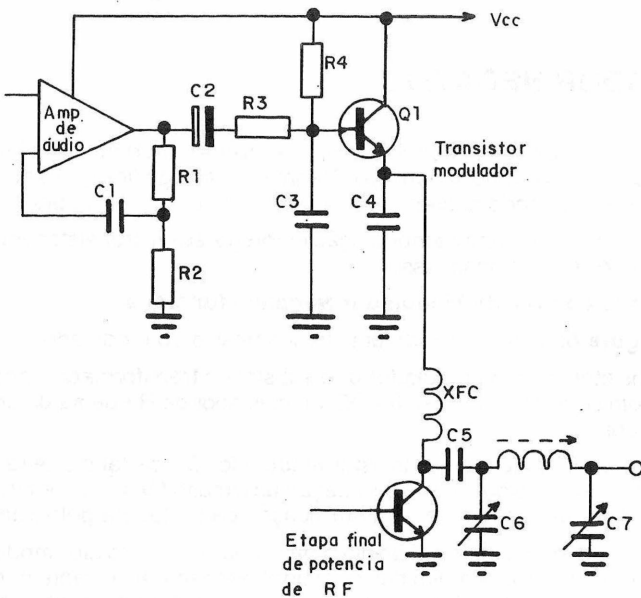 Vcc
R4
C2
R3
Q1
Amp.
de
áudio
Transistor
modulador
C1
R1
C3
C4
R2
XFC
C5
C6
C7
Etapa final
de potencia
de RF